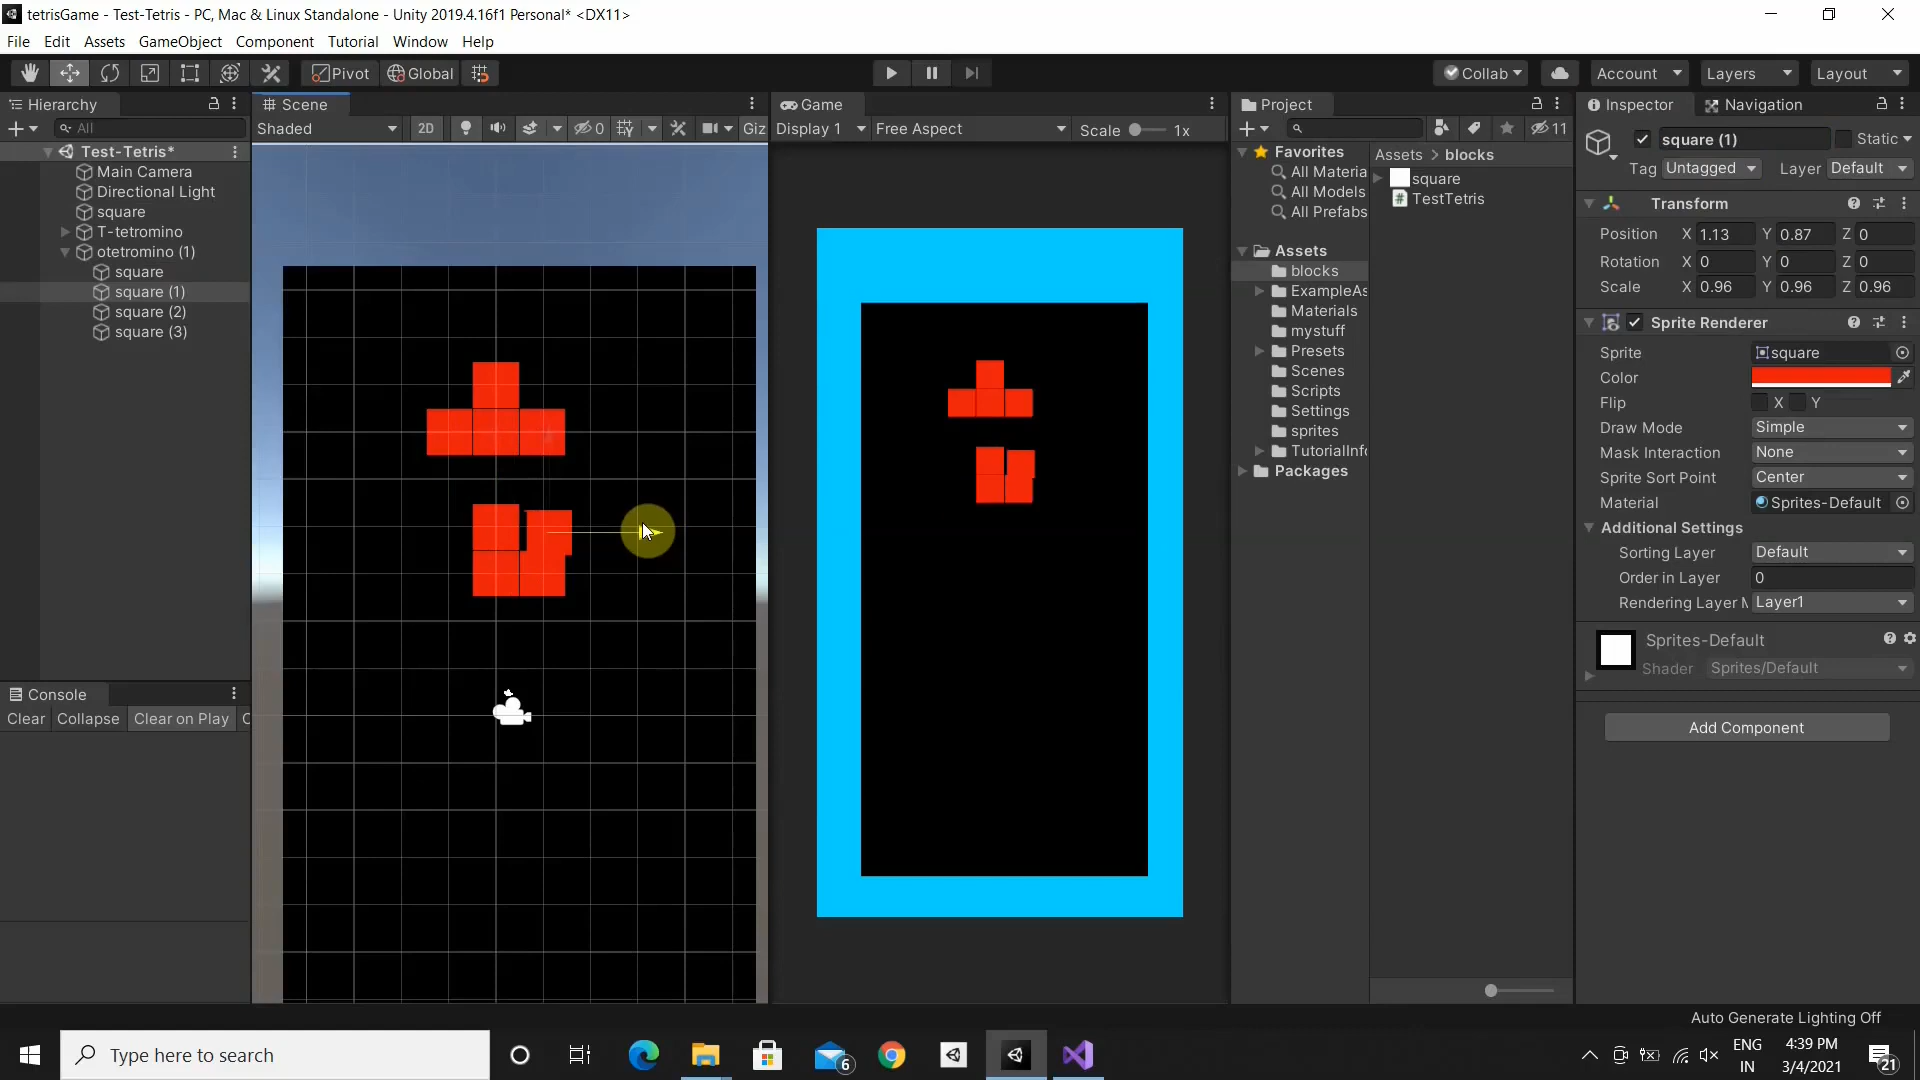 tetrisGame - Test-Tetris - PC, Mac & Linux Standalone - Unity 2019.4.16f1 Personal* <DX11>
File Edit Assets GameObject Component Tutorial Window Help
Pivot Global Collab Account Layers Layout
Hierarchy
All
Test-Tetris*
Main Camera
Directional Light
square
T-tetromino
otetromino (1)
square
square (1)
square (2)
square (3)
Console
Clear Collapse Clear on Play
Scene
Shaded 2D 0 Giz
Game
Display 1 Free Aspect Scale 1x
Project
11
Favorites
All Materia
All Models
All Prefabs
Assets
blocks
ExampleAs
Materials
mystuff
Presets
Scenes
Scripts
Settings
sprites
TutorialInfo
Packages
Assets > blocks
square
TestTetris
Inspector Navigation
square (1) Static
Tag Untagged Layer Default
Transform
Position X 1.13 Y 0.87 Z 0
Rotation X 0 Y 0 Z 0
Scale X 0.96 Y 0.96 Z 0.96
Sprite Renderer
Sprite square
Color
Flip X Y
Draw Mode Simple
Mask Interaction None
Sprite Sort Point Center
Material Sprites-Default
Additional Settings
Sorting Layer Default
Order in Layer 0
Rendering Layer M Layer1
Sprites-Default
Shader Sprites/Default
Add Component
Auto Generate Lighting Off
Type here to search
6
ENG
IN
4:39 PM
3/4/2021
21